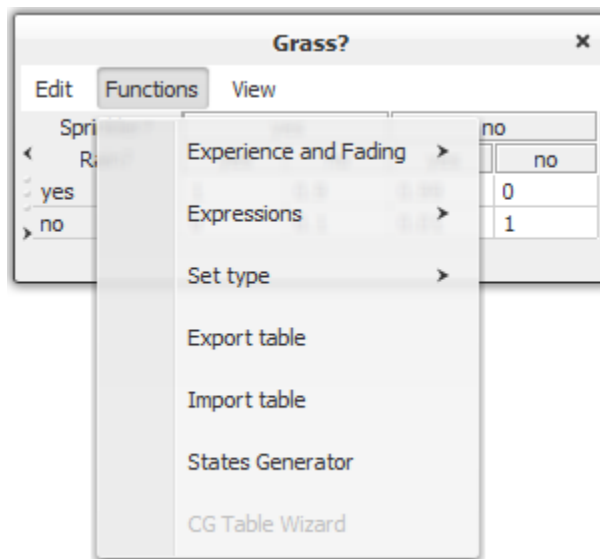 Grass?
Edit Functions View
no
no
Experience and Fading
yes 0
Expressions
no 1
Set type
Export table
Import table
States Generator
CG Table Wizard